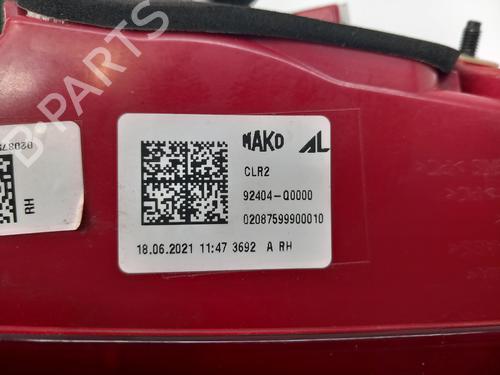 MAKO AL
CLR2
92404-Q0000
02087599900010
18.06.2021 11:47 3692 A RH
RH
B-PARTS